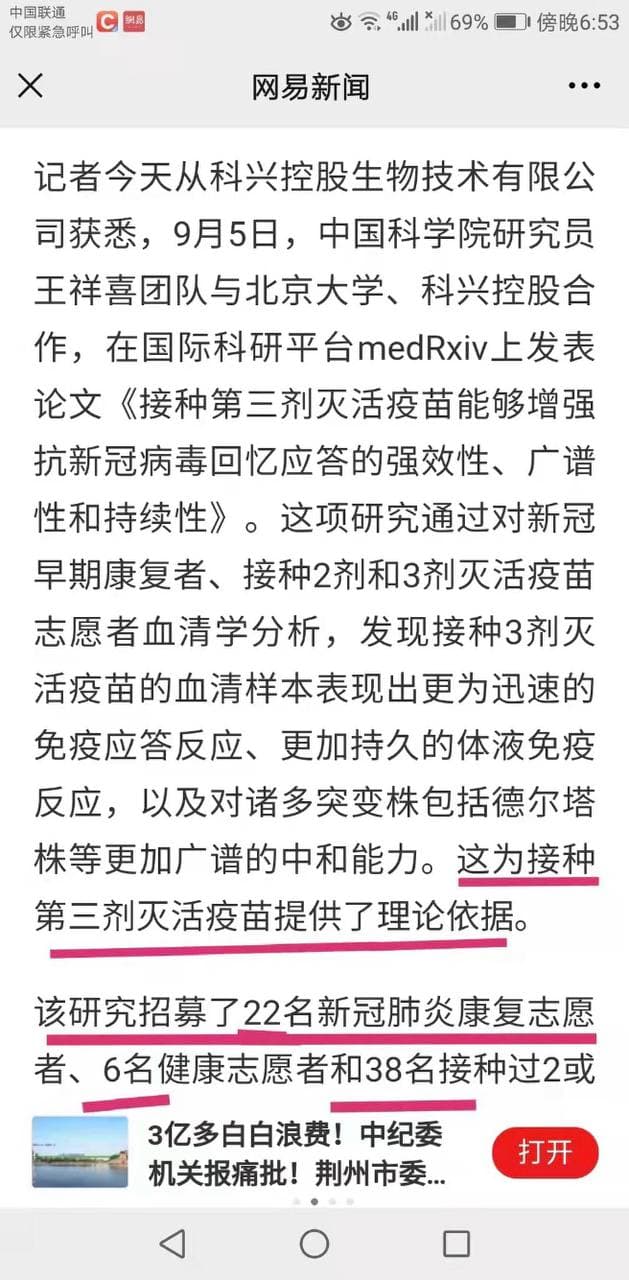 中国联通
仅限紧急呼叫
C
網易
4G
69%
傍晚6:53
网易新闻
记者今天从科兴控股生物技术有限公
司获悉，9月5日，中国科学院研究员
王祥喜团队与北京大学、科兴控股合
作，在国际科研平台medRxiv上发表
论文《接种第三剂灭活疫苗能够增强
抗新冠病毒回忆应答的强效性、广谱
性和持续性》。这项研究通过对新冠
早期康复者、接种2剂和3剂灭活疫苗
志愿者血清学分析，发现接种3剂灭
活疫苗的血清样本表现出更为迅速的
免疫应答反应、更加持久的体液免疫
反应，以及对诸多突变株包括德尔塔
株等更加广谱的中和能力。这为接种
第三剂灭活疫苗提供了理论依据。
该研究招募了22名新冠肺炎康复志愿
者、6名健康志愿者和38名接种过2或
3亿多白白浪费！中纪委
机关报痛批！荆州市委...
打开